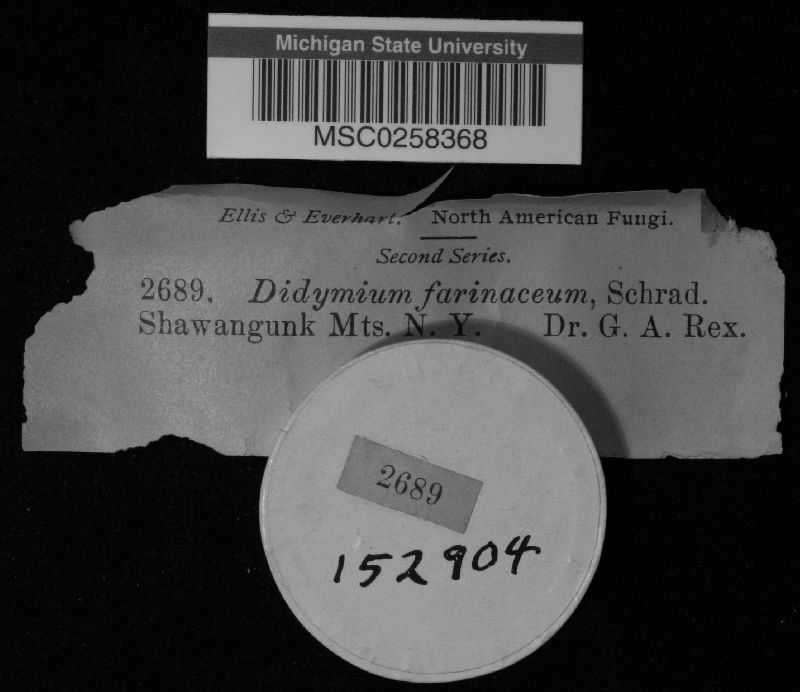 Michigan State University
MSC0258368
Ellis & Everhart. North American Fungi.
Second Series.
2689. Didymium farinaceum, Schrad.
Shawangunk Mts. N. Y. Dr. G. A. Rex.
2689
152904